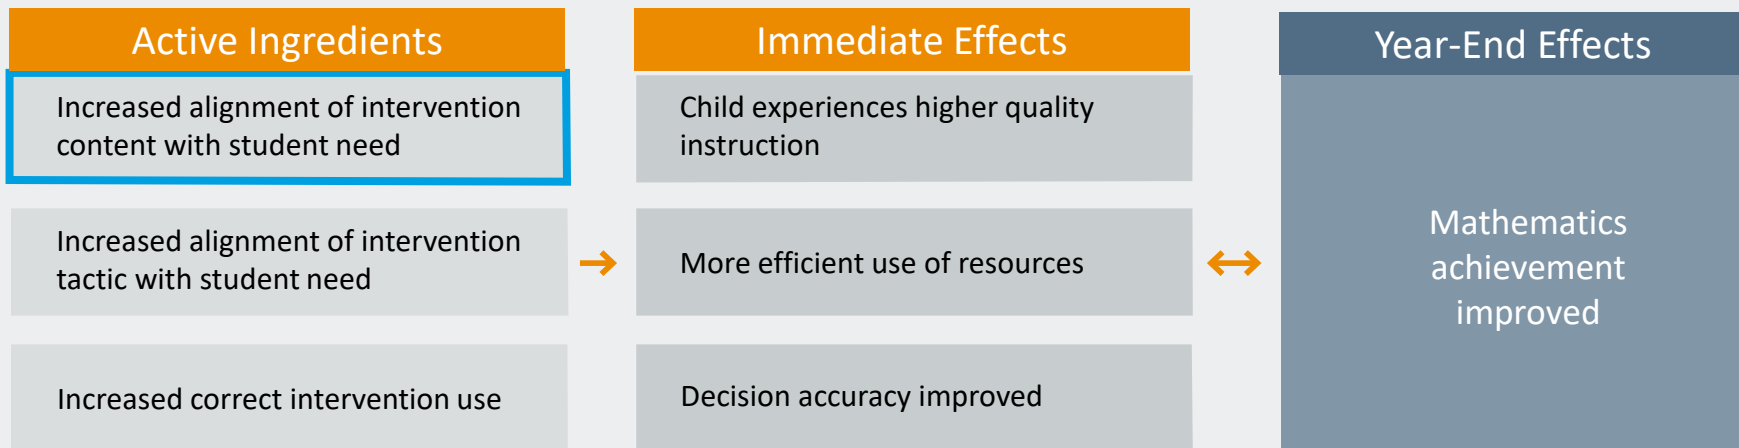 Active Ingredients
Increased alignment of intervention
content with student need
Increased alignment of intervention
tactic with student need
Increased correct intervention use
Immediate Effects
Child experiences higher quality
instruction
More efficient use of resources
Decision accuracy improved
Year-End Effects
Mathematics
achievement
improved